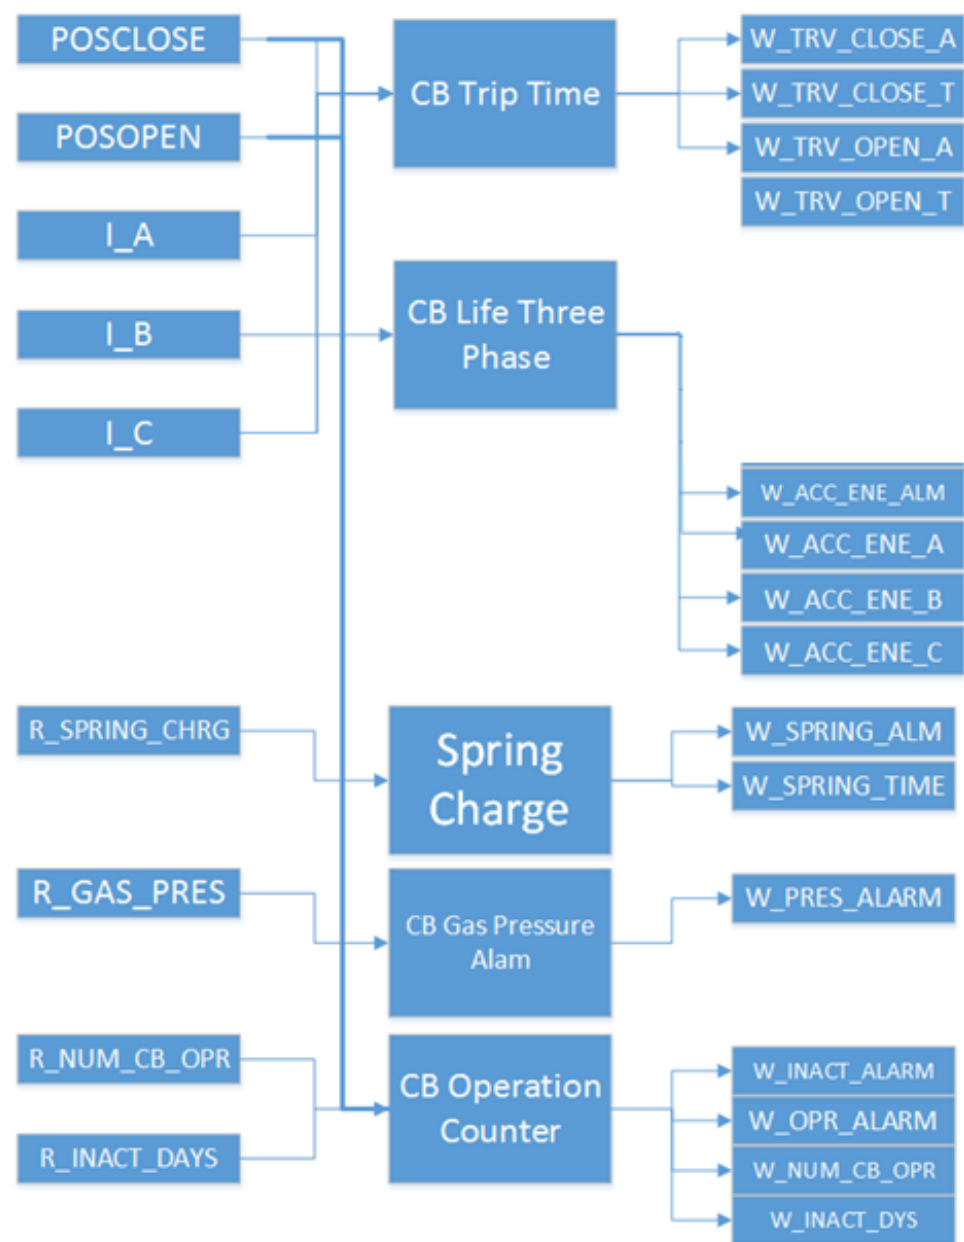 POSCLOSE
POSOPEN
I_A
I_B
I_C
R_SPRING_CHRG
R_GAS_PRES
R_NUM_CB_OPR
R_INACT_DAYS
CB Trip Time
CB Life Three
Phase
Spring
Charge
CB Gas Pressure
Alam
CB Operation
Counter
W_TRV_CLOSE_A
W_TRV_CLOSE_T
W_TRV_OPEN_A
W_TRV_OPEN_T
W_ACC_ENE_ALM
W_ACC_ENE_A
W_ACC_ENE_B
W_ACC_ENE_C
W_SPRING_ALM
W_SPRING_TIME
W_PRES_ALARM
W_INACT_ALARM
W_OPR_ALARM
W_NUM_CB_OPR
W_INACT_DYS